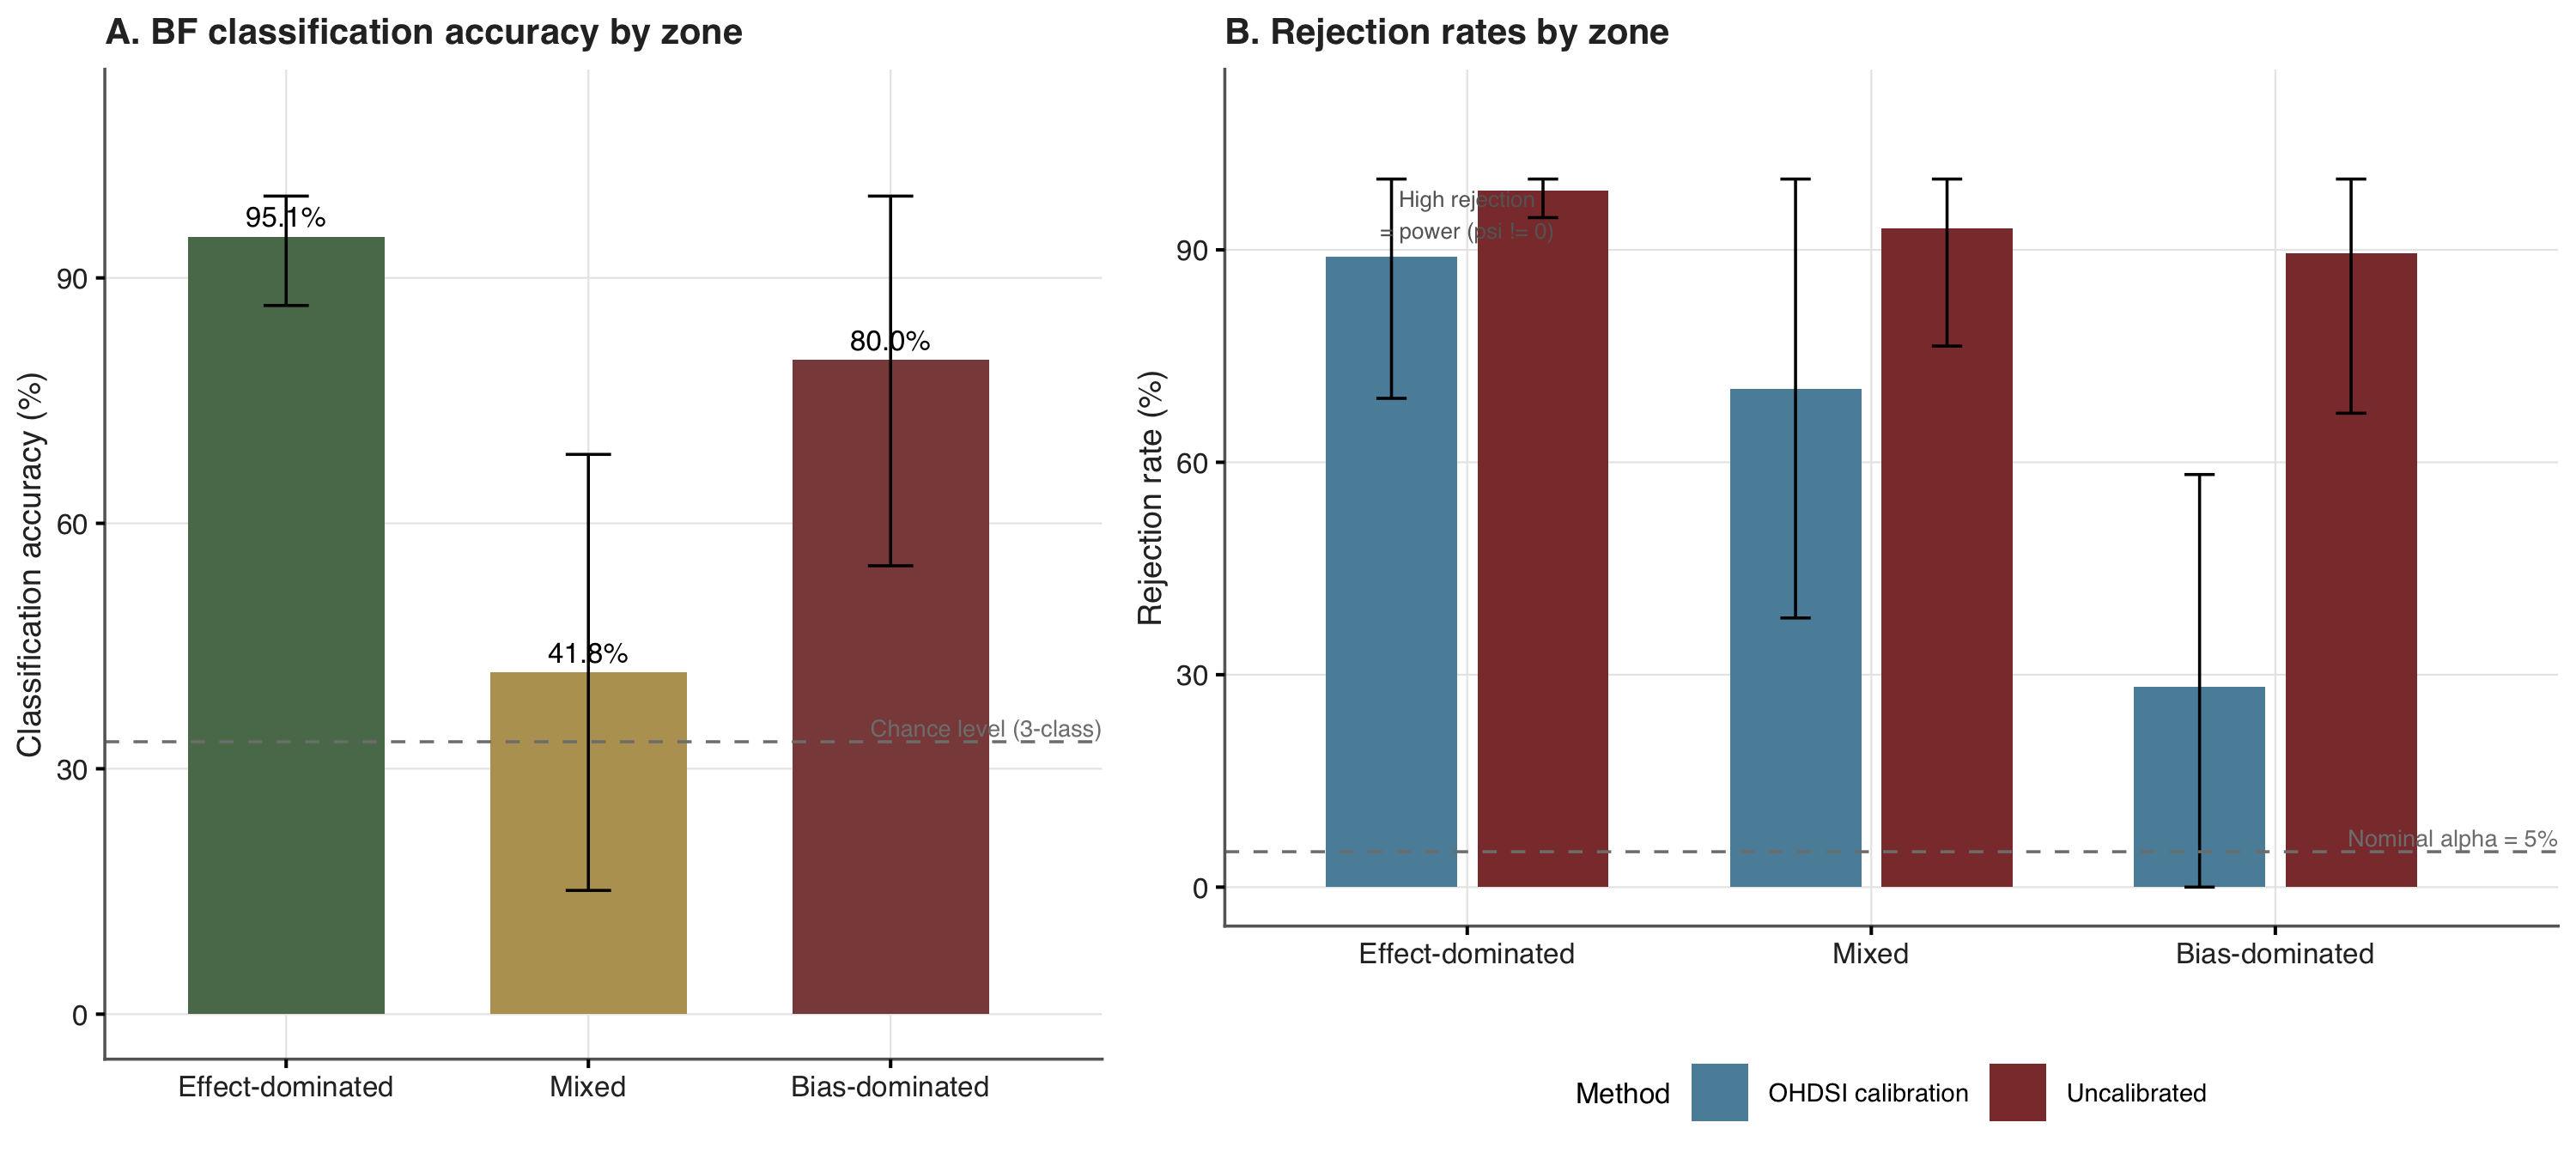 A. BF classification accuracy by zone
Classification accuracy (%)
90
60
30
0
95.1%
41.8%
80.0%
Chance level (3-class)
Effect-dominated
Mixed
Bias-dominated
B. Rejection rates by zone
Rejection rate (%)
90
60
30
0
High rejection
= power (psi != 0)
Nominal alpha = 5%
Effect-dominated
Mixed
Bias-dominated
Method
OHDSI calibration
Uncalibrated